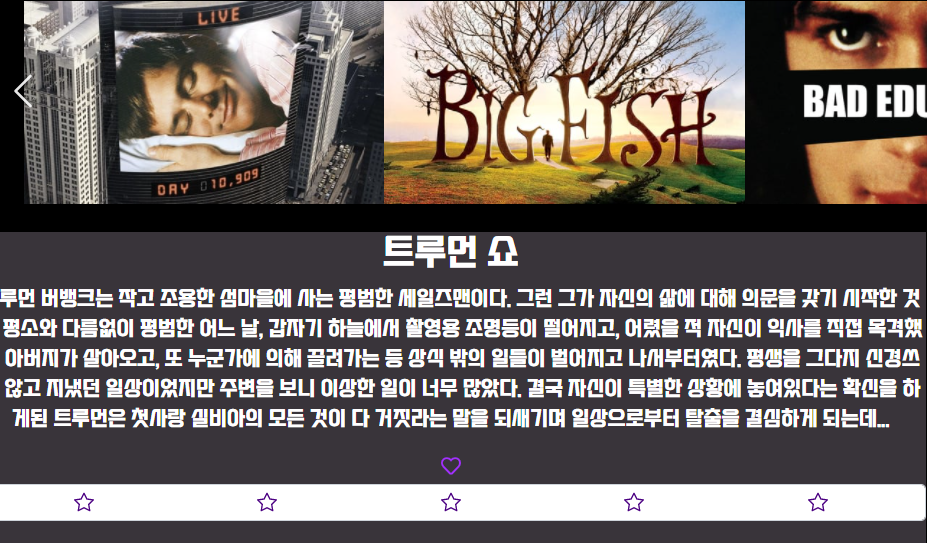 LIVE
DAY 010,909
BIG FISH
BAD EDU
트루먼 쇼
루먼 버뱅크는 작고 조용한 섬마을에 사는 평범한 세일즈맨이다. 그런 그가 자신의 삶에 대해 의문을 갖기 시작한 것
평소와 다름없이 평범한 어느 날, 갑자기 하늘에서 촬영용 조명등이 떨어지고, 어렸을 적 자신이 익사를 직접 목격했
아버지가 살아오고, 또 누군가에 의해 끌려가는 등 상식 밖의 일들이 벌어지고 나서부터였다. 평생을 그다지 신경쓰
않고 지냈던 일상이었지만 주변을 보니 이상한 일이 너무 많았다. 결국 자신이 특별한 상황에 놓여있다는 확신을 하
게된 트루먼은 첫사랑 실비아의 모든 것이 다 거짓라는 말을 되새기며 일상으로부터 탈출을 결심하게 되는데...